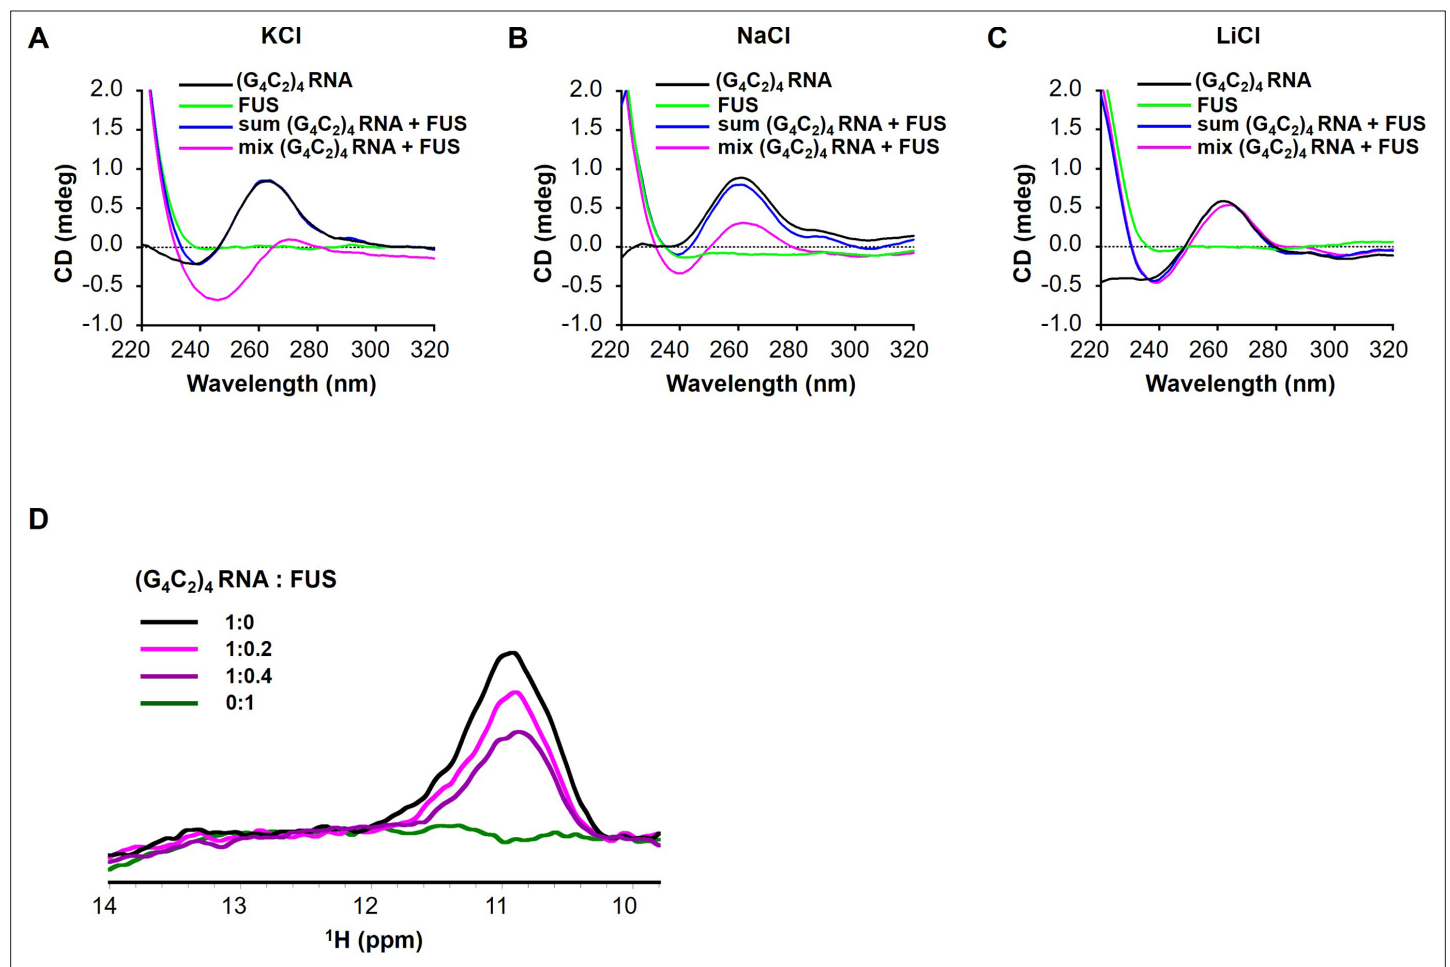 A KCl
(G₄C₂)₄ RNA
FUS
sum (G₄C₂)₄ RNA + FUS
mix (G₄C₂)₄ RNA + FUS
CD (mdeg)
2.0
1.5
1.0
0.5
0.0
-0.5
-1.0
220 240 260 280 300 320
Wavelength (nm)
B NaCl
(G₄C₂)₄ RNA
FUS
sum (G₄C₂)₄ RNA + FUS
mix (G₄C₂)₄ RNA + FUS
CD (mdeg)
2.0
1.5
1.0
0.5
0.0
-0.5
-1.0
220 240 260 280 300 320
Wavelength (nm)
C LiCl
(G₄C₂)₄ RNA
FUS
sum (G₄C₂)₄ RNA + FUS
mix (G₄C₂)₄ RNA + FUS
CD (mdeg)
2.0
1.5
1.0
0.5
0.0
-0.5
-1.0
220 240 260 280 300 320
Wavelength (nm)
D
(G₄C₂)₄ RNA : FUS
1:0
1:0.2
1:0.4
0:1
14 13 12 11 10
¹H (ppm)